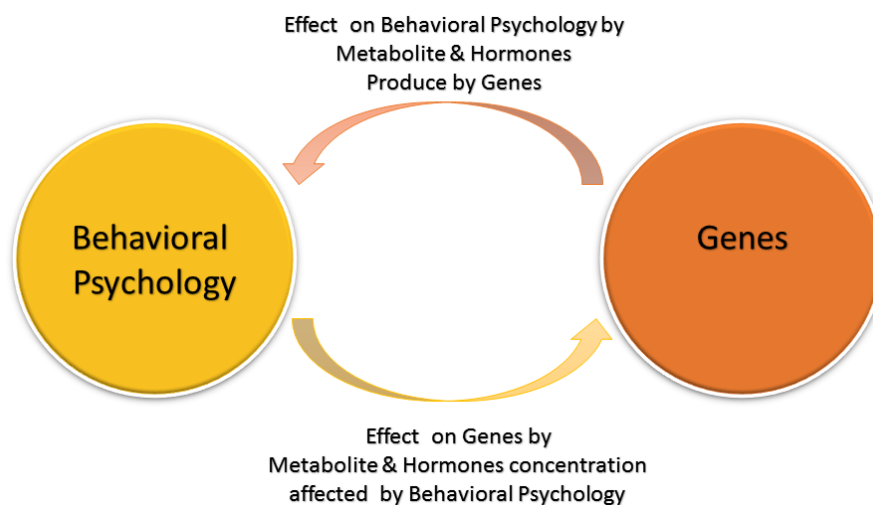 Effect on Behavioral Psychology by
Metabolite & Hormones
Produce by Genes
Behavioral
Psychology
Genes
Effect on Genes by
Metabolite & Hormones concentration
affected by Behavioral Psychology